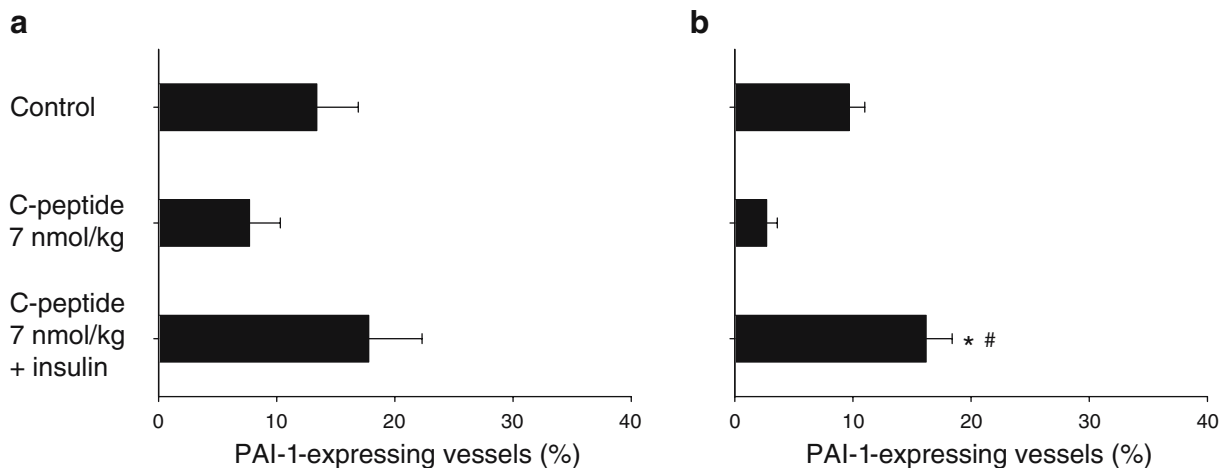 a
b
Control
C-peptide
7 nmol/kg
C-peptide
7 nmol/kg
+ insulin
* #
0 10 20 30 40
0 10 20 30 40
PAI-1-expressing vessels (%)
PAI-1-expressing vessels (%)